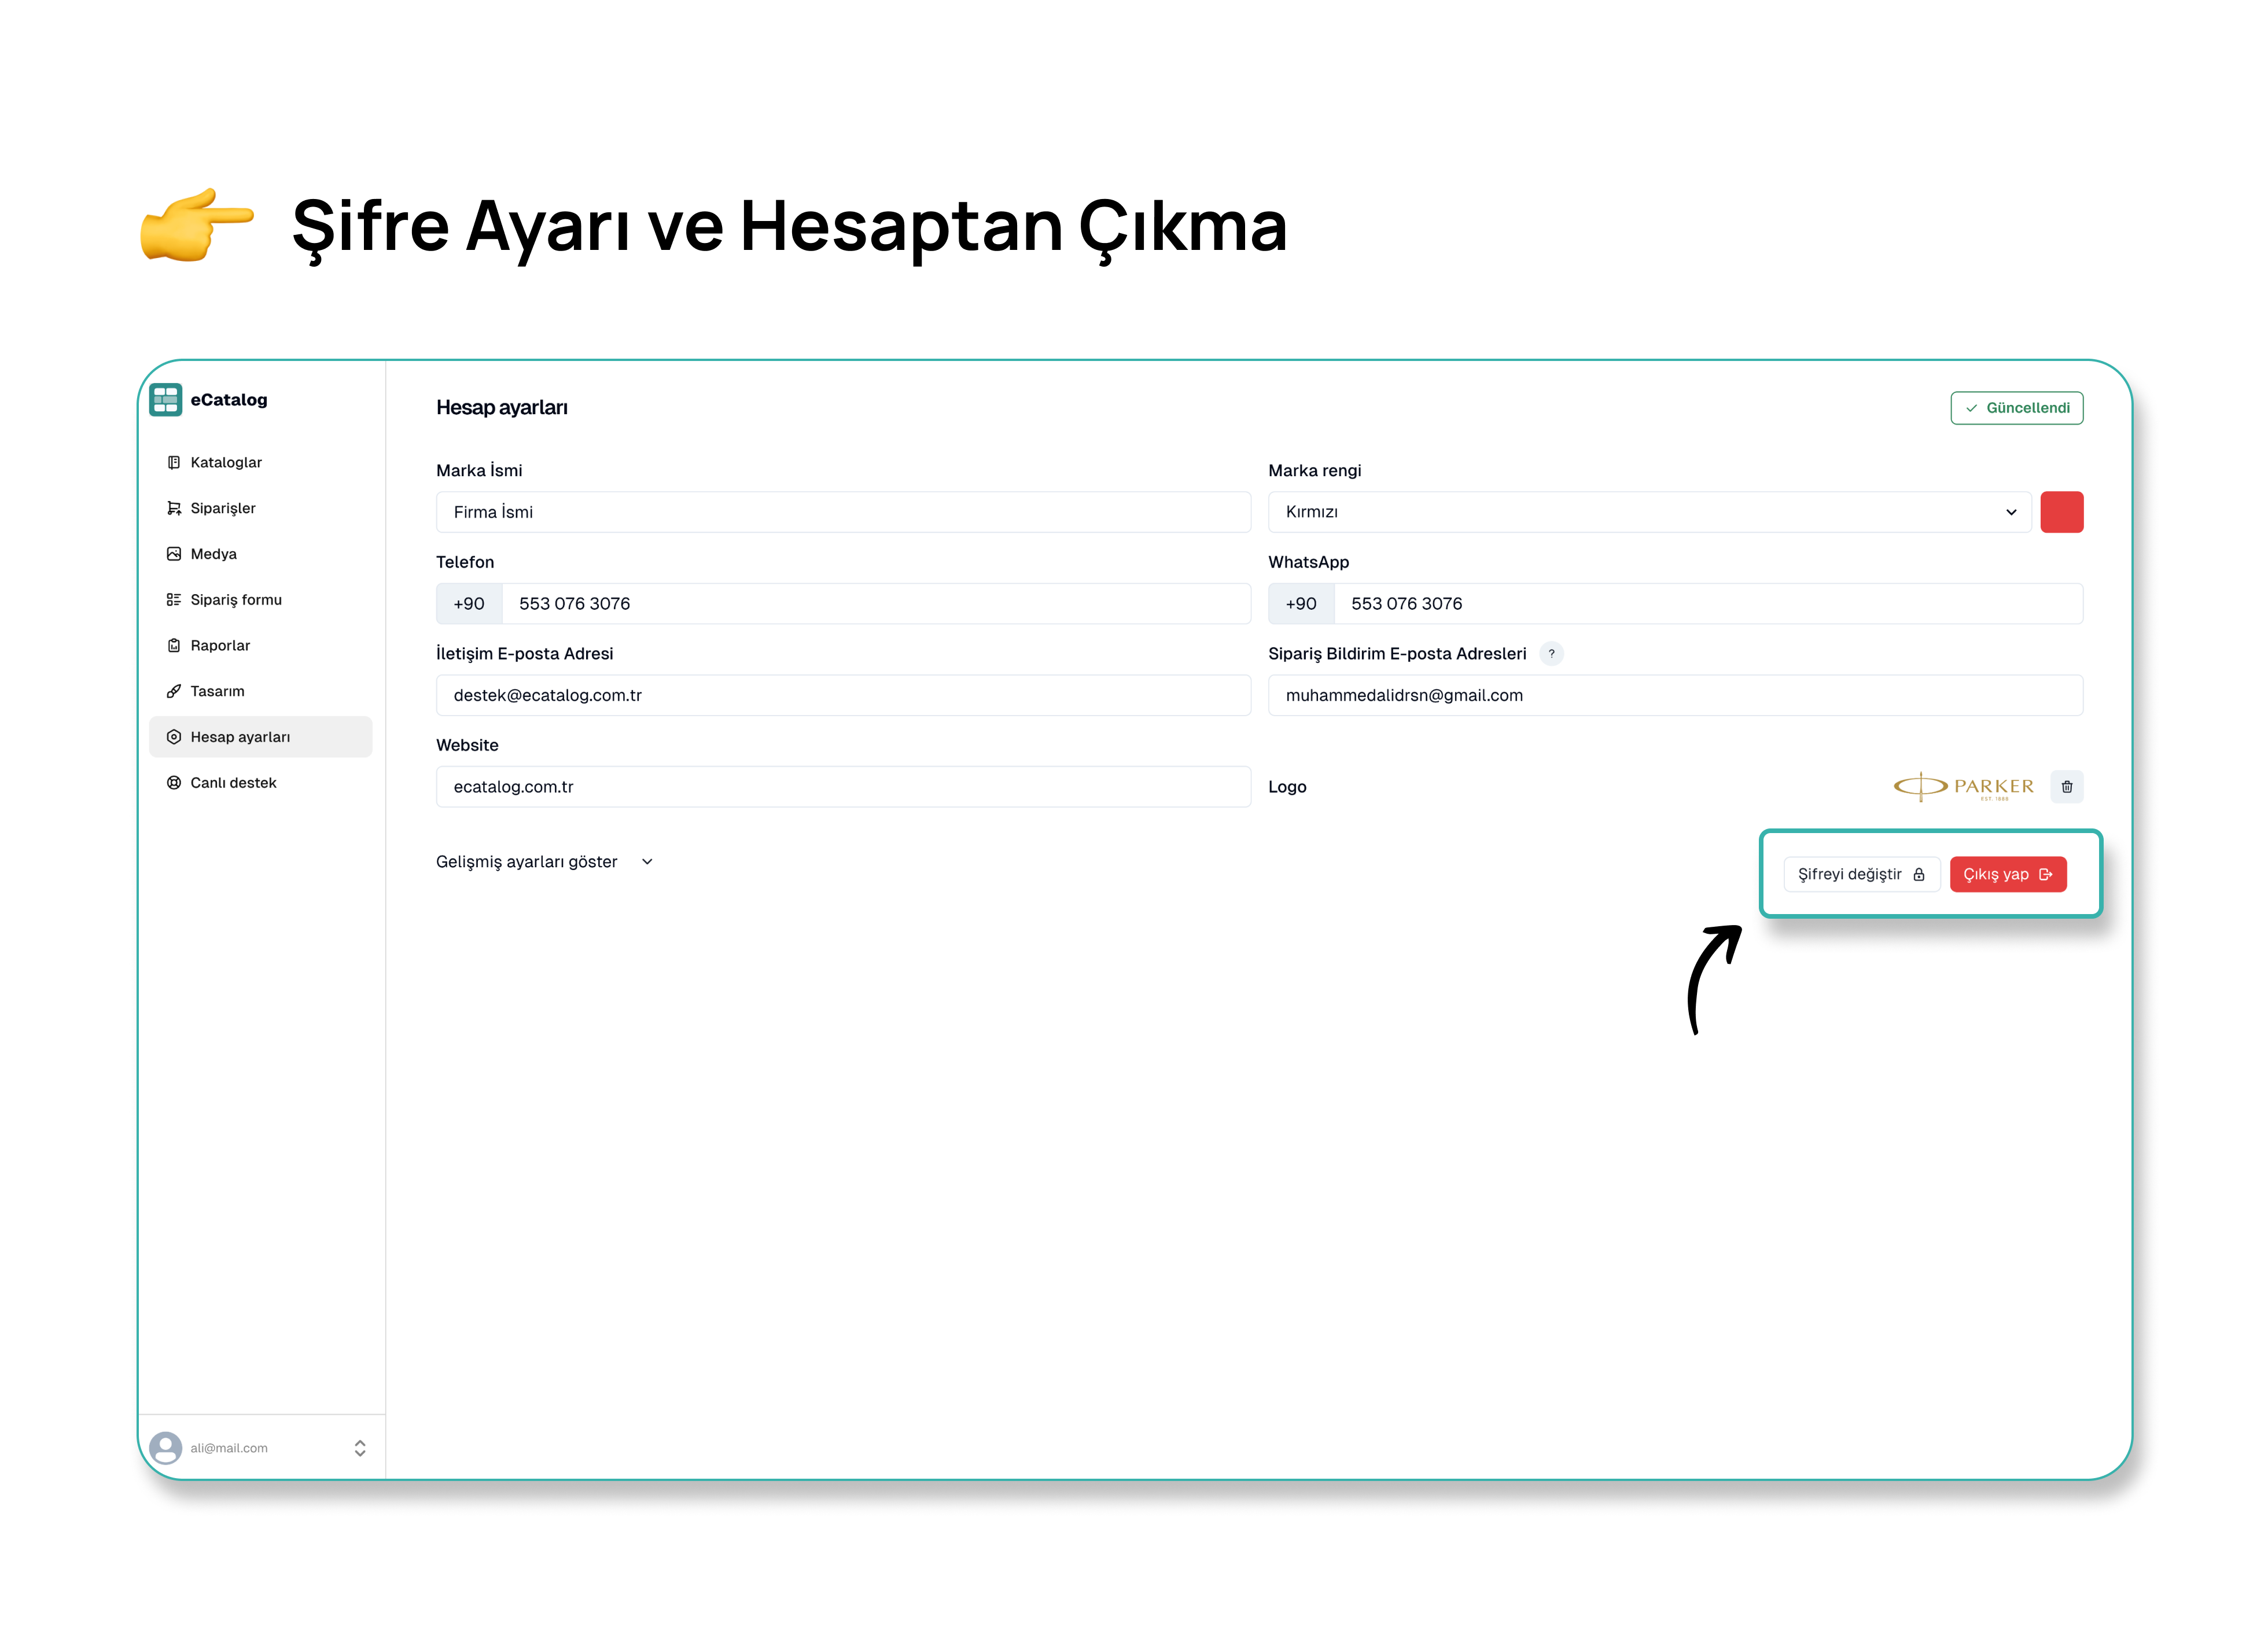 Şifre Ayarı ve Hesaptan Çıkma
eCatalog
Kataloglar
Siparişler
Medya
Sipariş formu
Raporlar
Tasarım
Hesap ayarları
Canlı destek
ali@mail.com
Hesap ayarları
Güncellendi
Marka İsmi
Firma İsmi
Marka rengi
Kırmızı
Telefon
+90 553 076 3076
WhatsApp
+90 553 076 3076
İletişim E-posta Adresi
destek@ecatalog.com.tr
Sipariş Bildirim E-posta Adresleri ?
muhammedalidrsn@gmail.com
Website
ecatalog.com.tr
Logo
PARKER
EST. 1888
Gelişmiş ayarları göster
Şifreyi değiştir
Çıkış yap